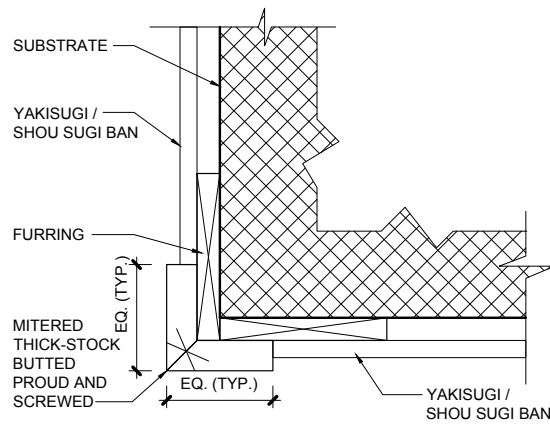 SUBSTRATE
YAKISUGI /
SHOU SUGI BAN
FURRING
EQ. (TYP.)
MITERED
THICK-STOCK
BUTTED
PROUD AND
SCREWED
EQ. (TYP.)
YAKISUGI /
SHOU SUGI BAN